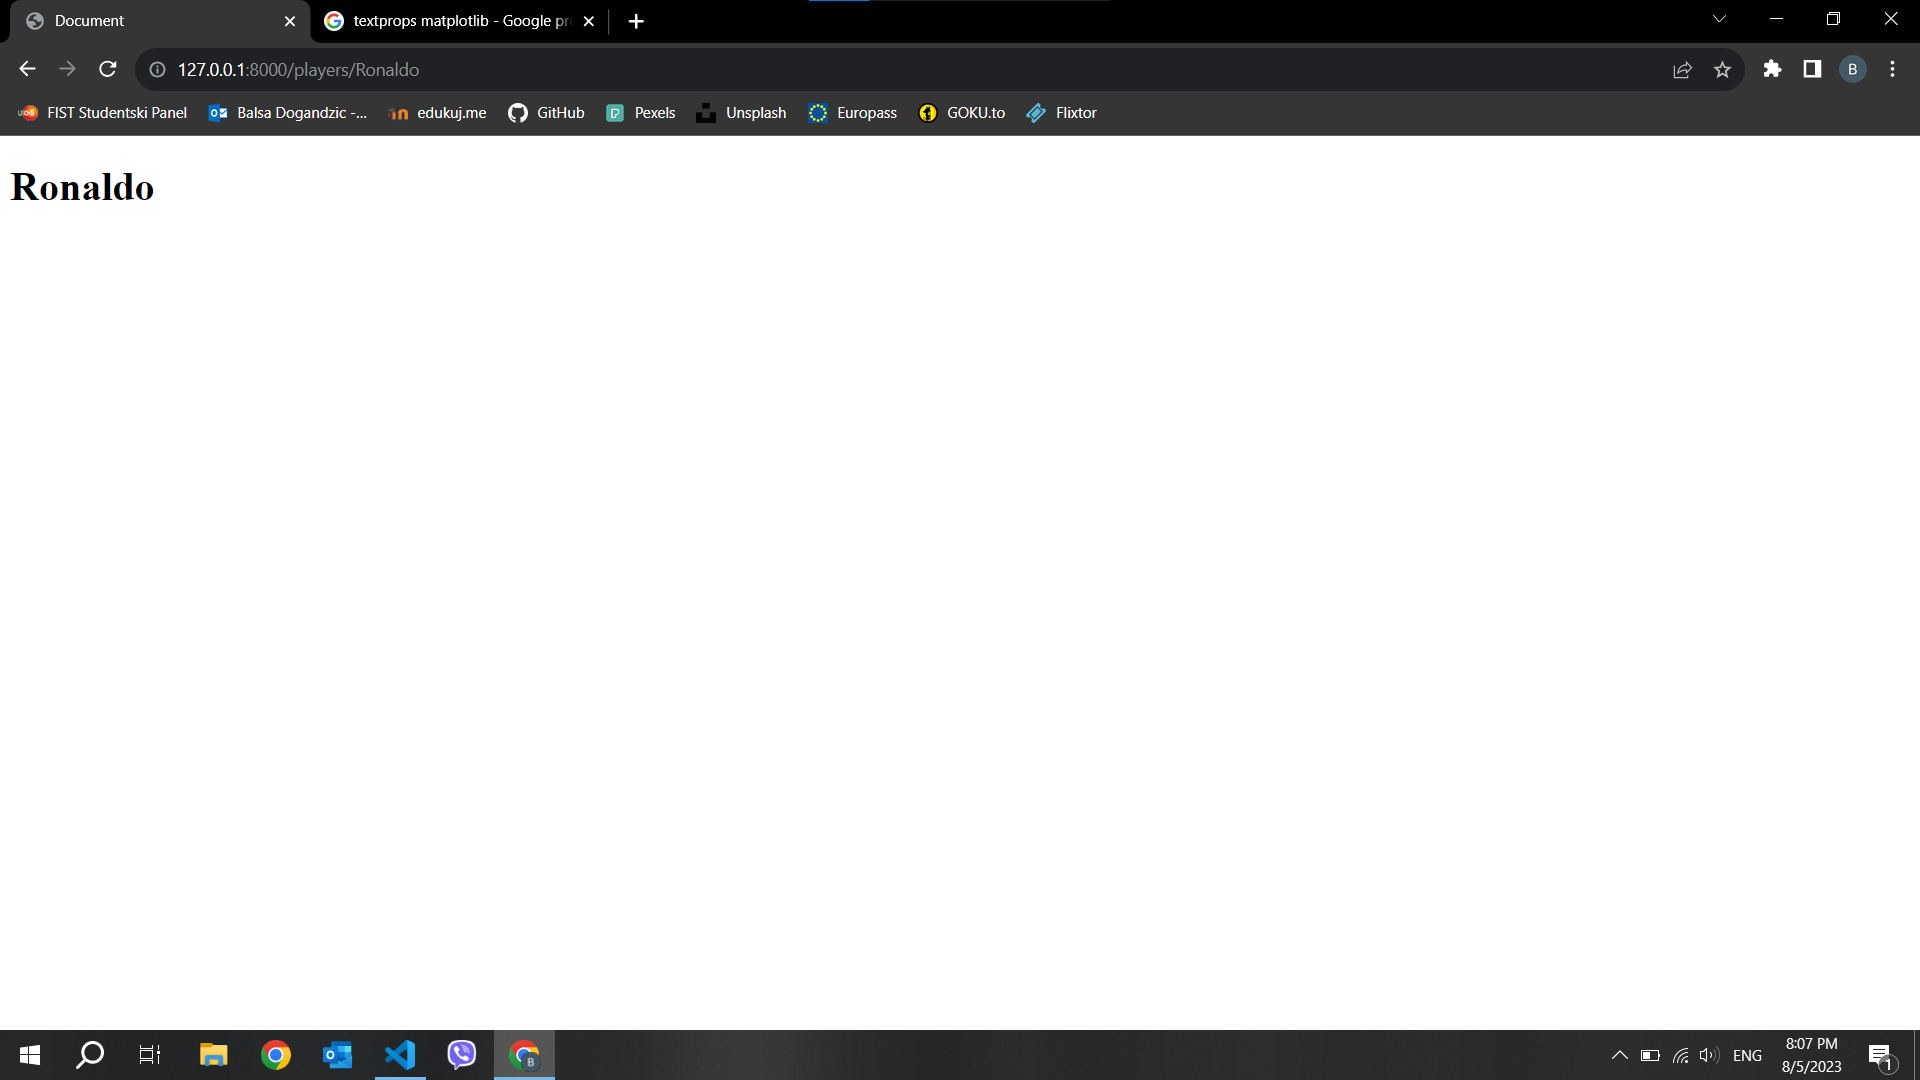 Document
textprops matplotlib - Google pr
127.0.0.1:8000/players/Ronaldo
B
FIST Studentski Panel
Balsa Dogandzic -...
edukuj.me
GitHub
Pexels
Unsplash
Europass
GOKU.to
Flixtor
Ronaldo
ENG
8:07 PM
8/5/2023
1